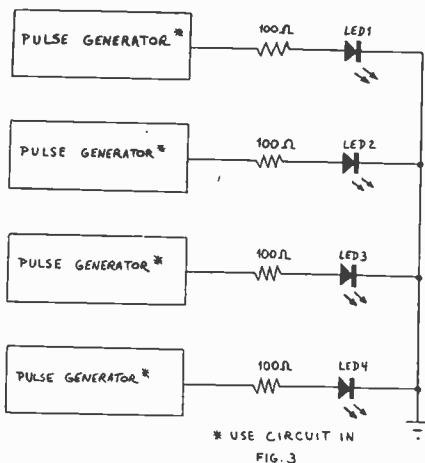 PULSE GENERATOR*
100Ω
LED1
PULSE GENERATOR*
100Ω
LED2
PULSE GENERATOR*
100Ω
LED3
PULSE GENERATOR*
100Ω
LED4
* USE CIRCUIT IN
FIG. 3